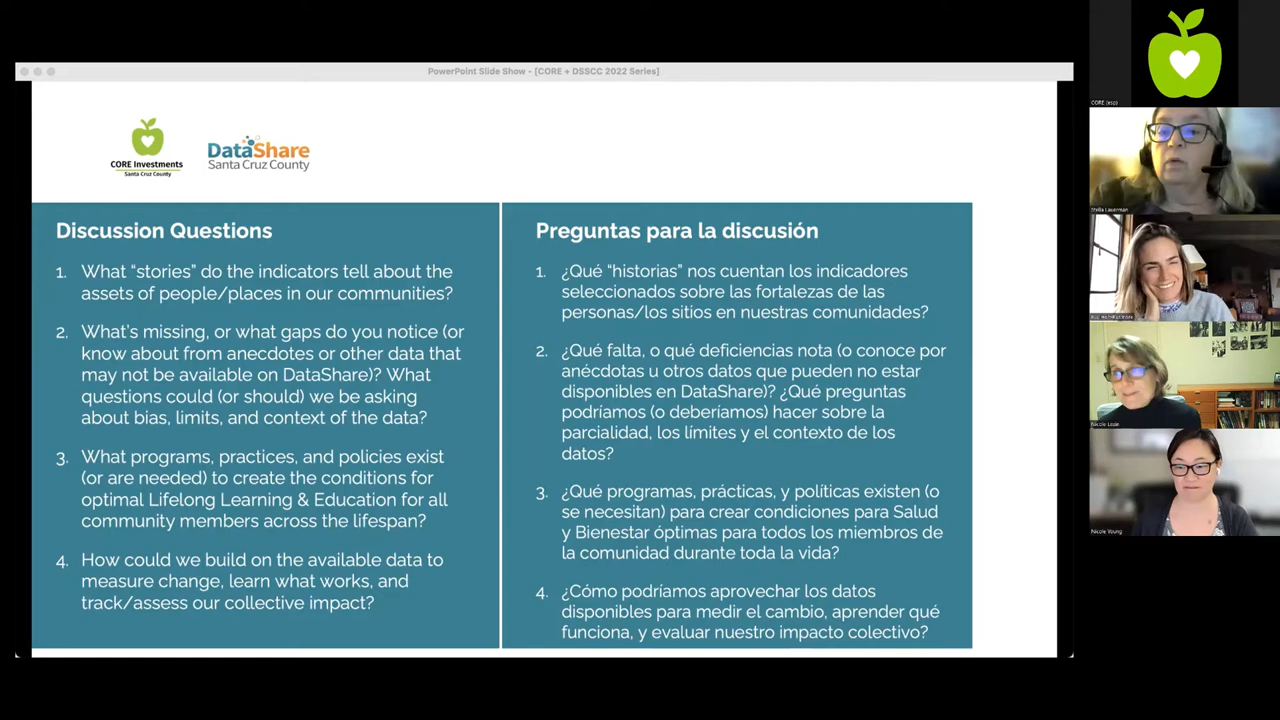 PowerPoint Slide Show - [CORE + DSSCC 2022 Series]
CORE Investments
Santa Cruz County
DataShare
Santa Cruz County
Discussion Questions
1. What “stories” do the indicators tell about the
assets of people/places in our communities?
2. What’s missing, or what gaps do you notice (or
know about from anecdotes or other data that
may not be available on DataShare)? What
questions could (or should) we be asking
about bias, limits, and context of the data?
3. What programs, practices, and policies exist
(or are needed) to create the conditions for
optimal Lifelong Learning & Education for all
community members across the lifespan?
4. How could we build on the available data to
measure change, learn what works, and
track/assess our collective impact?
Preguntas para la discusión
1. ¿Qué “historias” nos cuentan los indicadores
seleccionados sobre las fortalezas de las
personas/los sitios en nuestras comunidades?
2. ¿Qué falta, o qué deficiencias nota (o conoce por
anécdotas u otros datos que pueden no estar
disponibles en DataShare)? ¿Qué preguntas
podríamos (o deberíamos) hacer sobre la
parcialidad, los límites y el contexto de los
datos?
3. ¿Qué programas, prácticas, y políticas existen (o
se necesitan) para crear condiciones para Salud
y Bienestar óptimas para todos los miembros de
la comunidad durante toda la vida?
4. ¿Cómo podríamos aprovechar los datos
disponibles para medir el cambio, aprender qué
funciona, y evaluar nuestro impacto colectivo?
CORE (esp)
Nicole Young